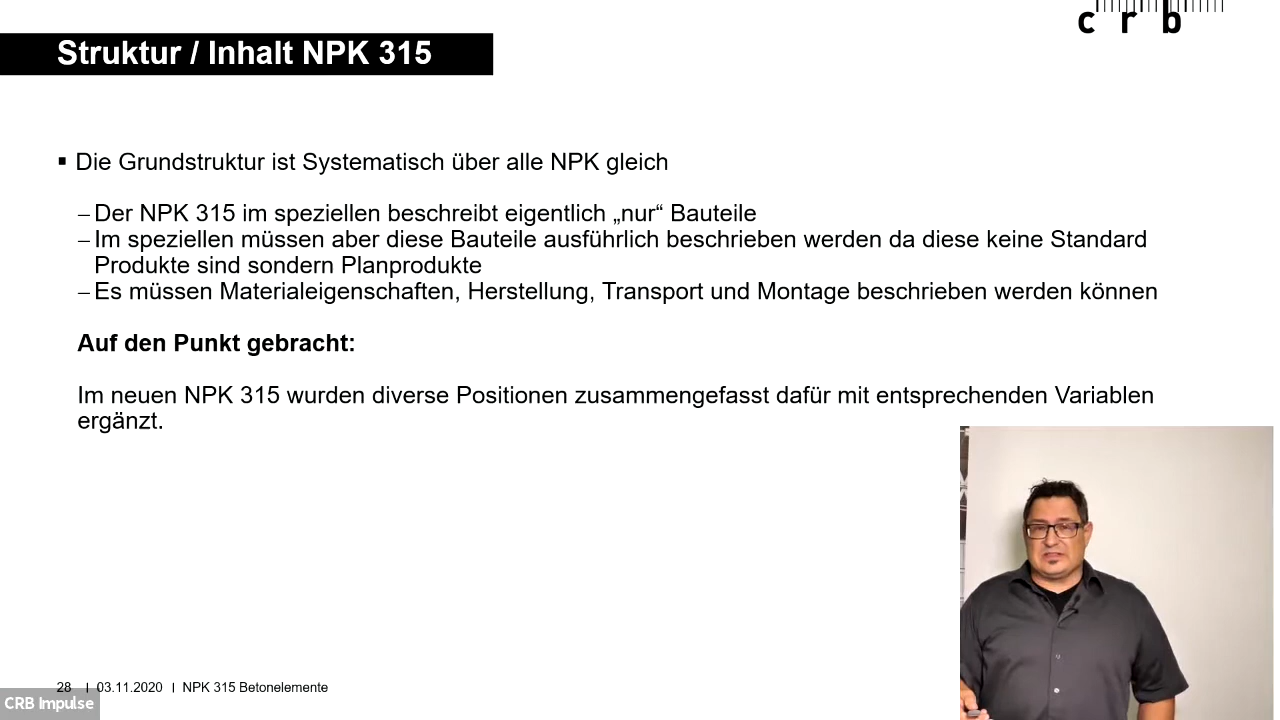 crb
Struktur / Inhalt NPK 315
▪ Die Grundstruktur ist Systematisch über alle NPK gleich
– Der NPK 315 im speziellen beschreibt eigentlich „nur“ Bauteile
– Im speziellen müssen aber diese Bauteile ausführlich beschrieben werden da diese keine Standard
Produkte sind sondern Planprodukte
– Es müssen Materialeigenschaften, Herstellung, Transport und Montage beschrieben werden können
Auf den Punkt gebracht:
Im neuen NPK 315 wurden diverse Positionen zusammengefasst dafür mit entsprechenden Variablen
ergänzt.
28 | 03.11.2020 | NPK 315 Betonelemente
CRB Impulse